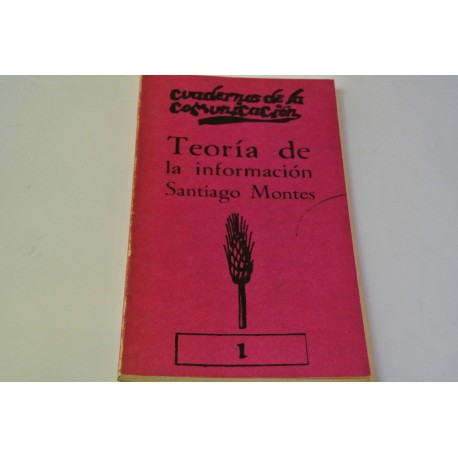 cuadernos de la
comunicación
Teoría de
la información
Santiago Montes
1